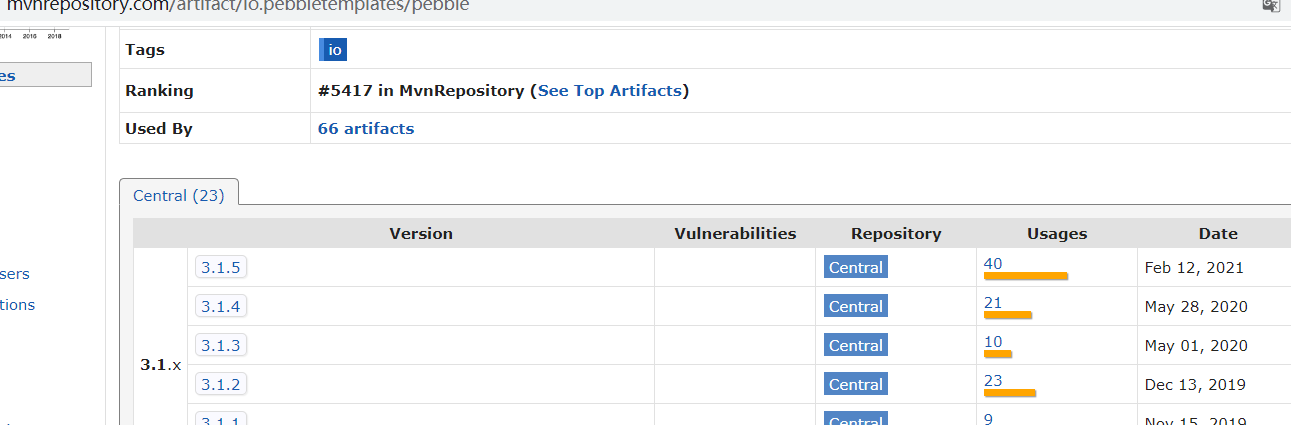 mvnrepository.com/artifact/io.pebbletemplates/pebble
2014 2016 2018
Tags io
es
Ranking #5417 in MvnRepository (See Top Artifacts)
Used By 66 artifacts
Central (23)
Version Vulnerabilities Repository Usages Date
3.1.5 Central 40 Feb 12, 2021
sers
3.1.4 Central 21 May 28, 2020
tions
3.1.3 Central 10 May 01, 2020
3.1.x
3.1.2 Central 23 Dec 13, 2019
3.1.1 Central 9 Nov 15, 2019